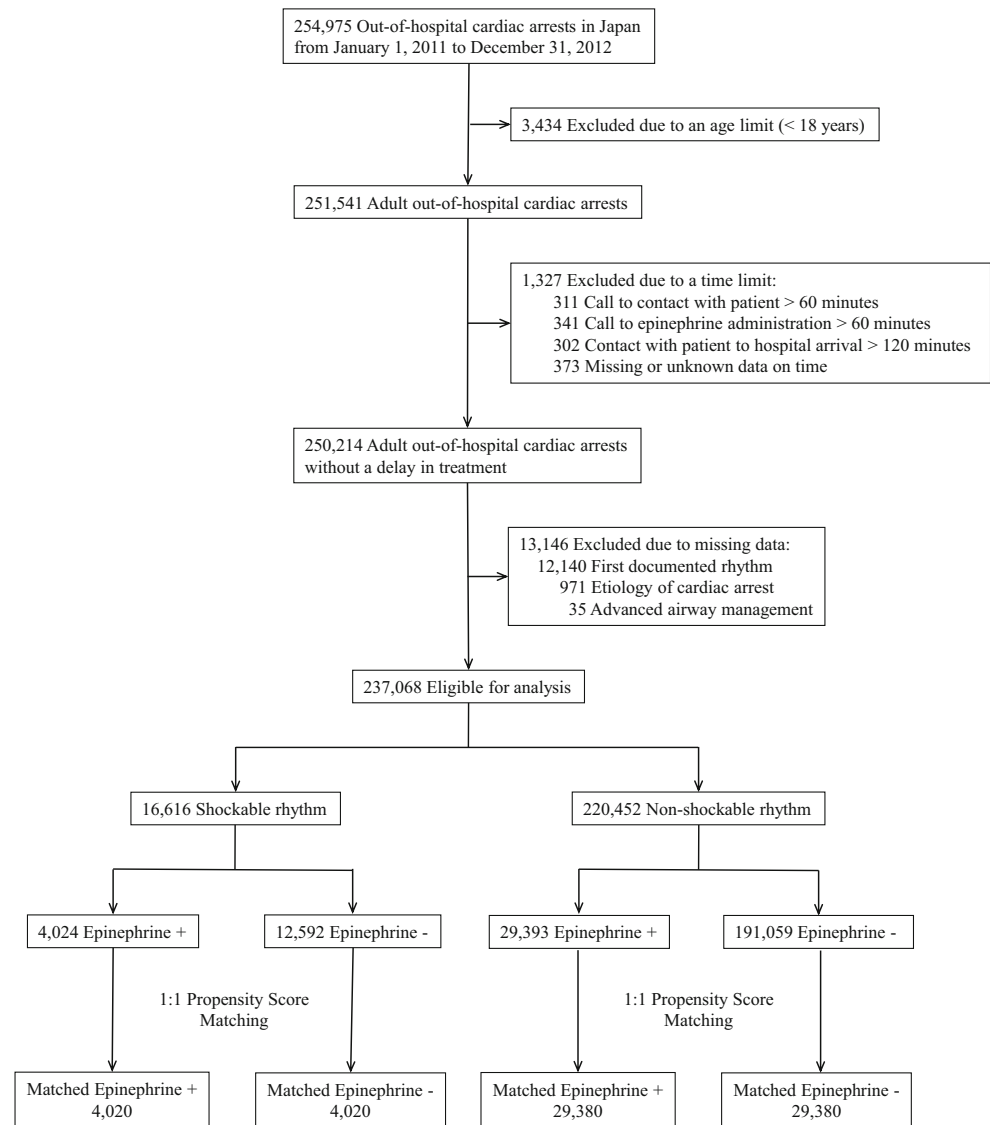 254,975 Out-of-hospital cardiac arrests in Japan
from January 1, 2011 to December 31, 2012
3,434 Excluded due to an age limit (< 18 years)
251,541 Adult out-of-hospital cardiac arrests
1,327 Excluded due to a time limit:
311 Call to contact with patient > 60 minutes
341 Call to epinephrine administration > 60 minutes
302 Contact with patient to hospital arrival > 120 minutes
373 Missing or unknown data on time
250,214 Adult out-of-hospital cardiac arrests
without a delay in treatment
13,146 Excluded due to missing data:
12,140 First documented rhythm
971 Etiology of cardiac arrest
35 Advanced airway management
237,068 Eligible for analysis
16,616 Shockable rhythm
220,452 Non-shockable rhythm
4,024 Epinephrine +
12,592 Epinephrine -
29,393 Epinephrine +
191,059 Epinephrine -
1:1 Propensity Score
Matching
1:1 Propensity Score
Matching
Matched Epinephrine +
4,020
Matched Epinephrine -
4,020
Matched Epinephrine +
29,380
Matched Epinephrine -
29,380